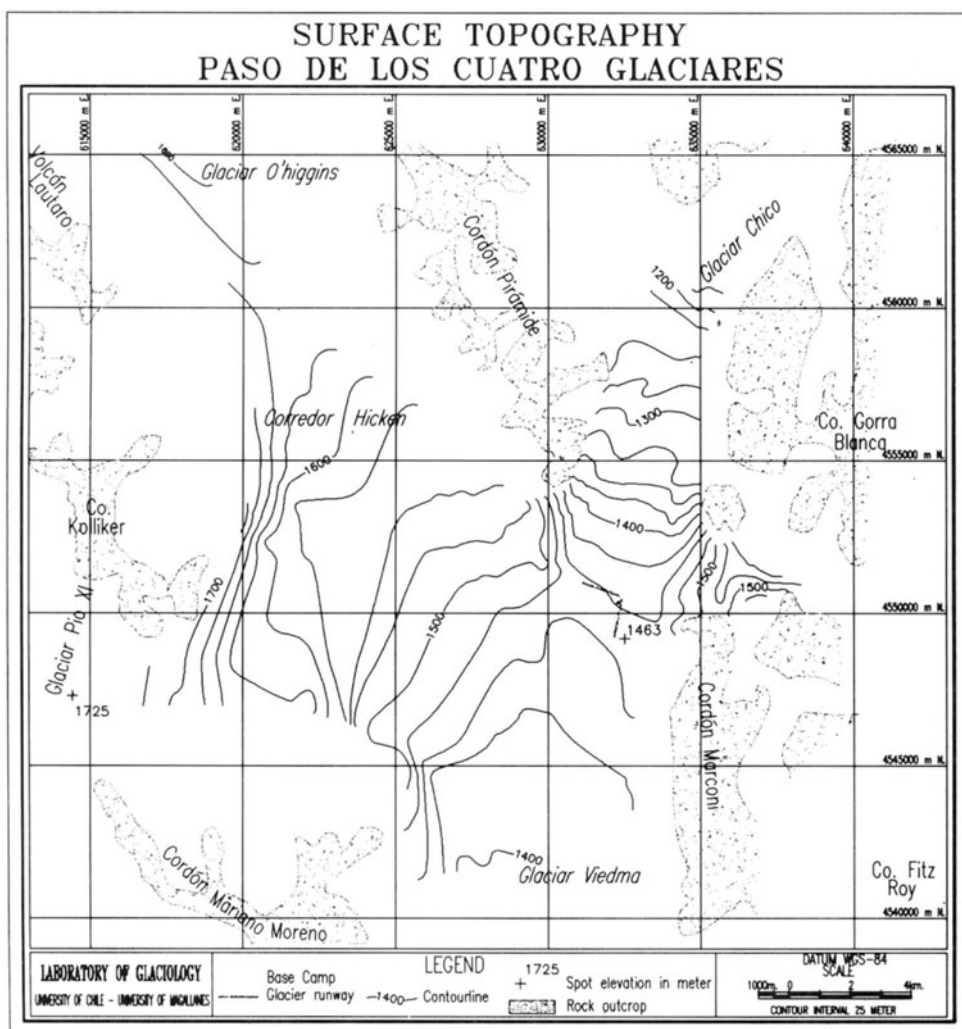 SURFACE TOPOGRAPHY
PASO DE LOS CUATRO GLACIARES
615000 m E.
620000 m E.
625000 m E.
630000 m E.
635000 m E.
640000 m E.
4565000 m N.
Volcán
Lautaro
1600
Glaciar O'higgins
Cordón Pirámide
Glaciar Chico
1200
4560000 m N.
Corredor Hicken
1300
Co. Gorra
Blanca
1600
4555000 m N.
Co.
Kolliker
1400
1700
1500
1500
1500
4550000 m N.
Glaciar Pio XI
1463
1725
Cordón Marconi
4545000 m N.
1400
Glaciar Viedma
Co. Fitz
Roy
Cordón Mariano Moreno
4540000 m N.
LABORATORY OF GLACIOLOGY
UNIVERSITY OF CHILE - UNIVERSITY OF MAGALLANES
LEGEND
Base Camp
Glacier runway
1400 Contourline
1725
Spot elevation in meter
Rock outcrop
DATUM WGS-84
SCALE
1000m. 0 2 4km.
CONTOUR INTERVAL 25 METER